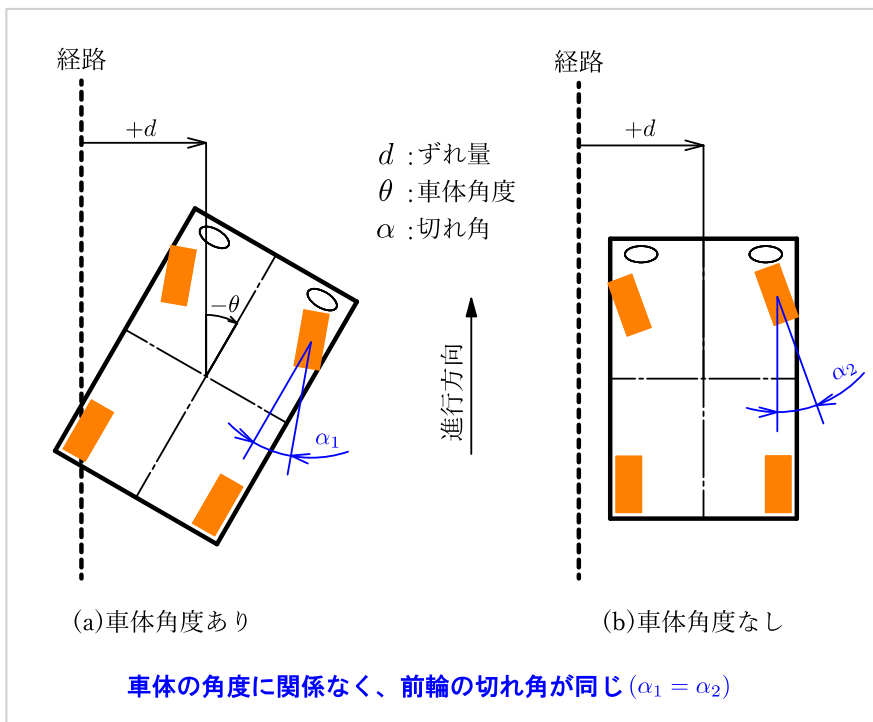 経路
+d
d :ずれ量
θ :車体角度
α :切れ角
−θ
α₁
進行方向
経路
+d
α₂
(a)車体角度あり
(b)車体角度なし
車体の角度に関係なく、前輪の切れ角が同じ(α₁ = α₂)